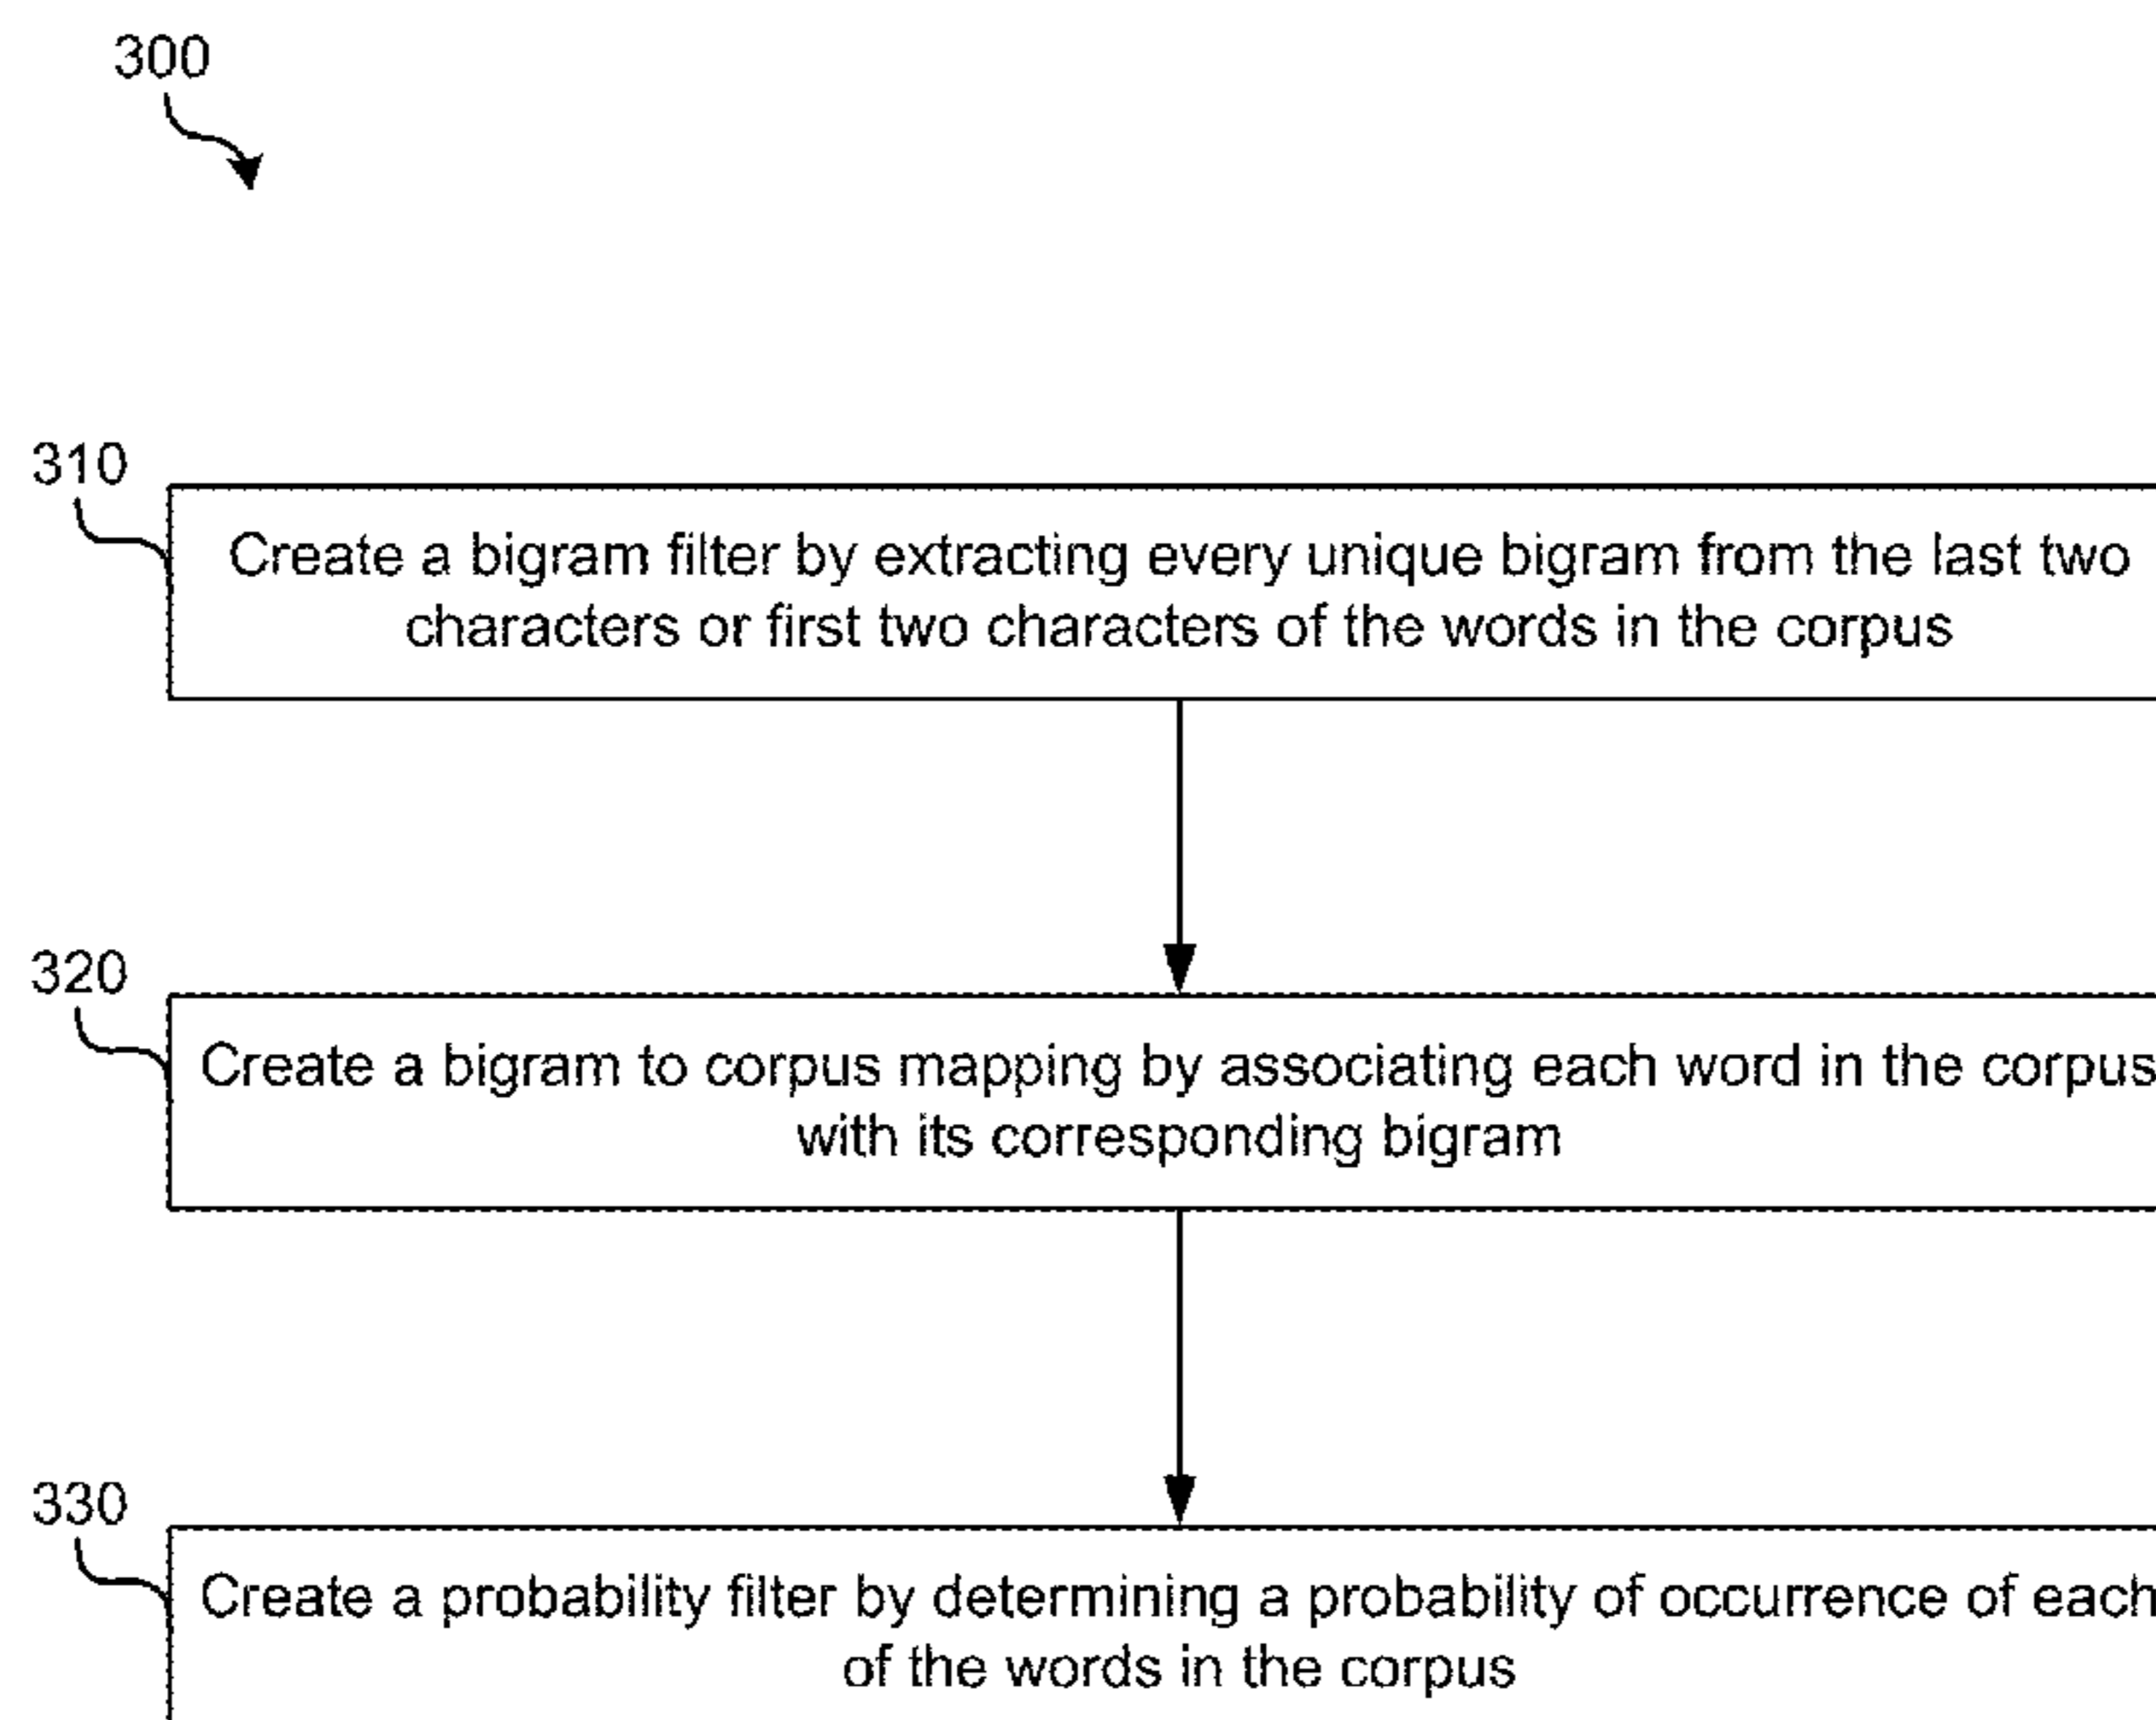 300
310
Create a bigram filter by extracting every unique bigram from the last two
characters or first two characters of the words in the corpus
320
Create a bigram to corpus mapping by associating each word in the corpus
with its corresponding bigram
330
Create a probability filter by determining a probability of occurrence of each
of the words in the corpus